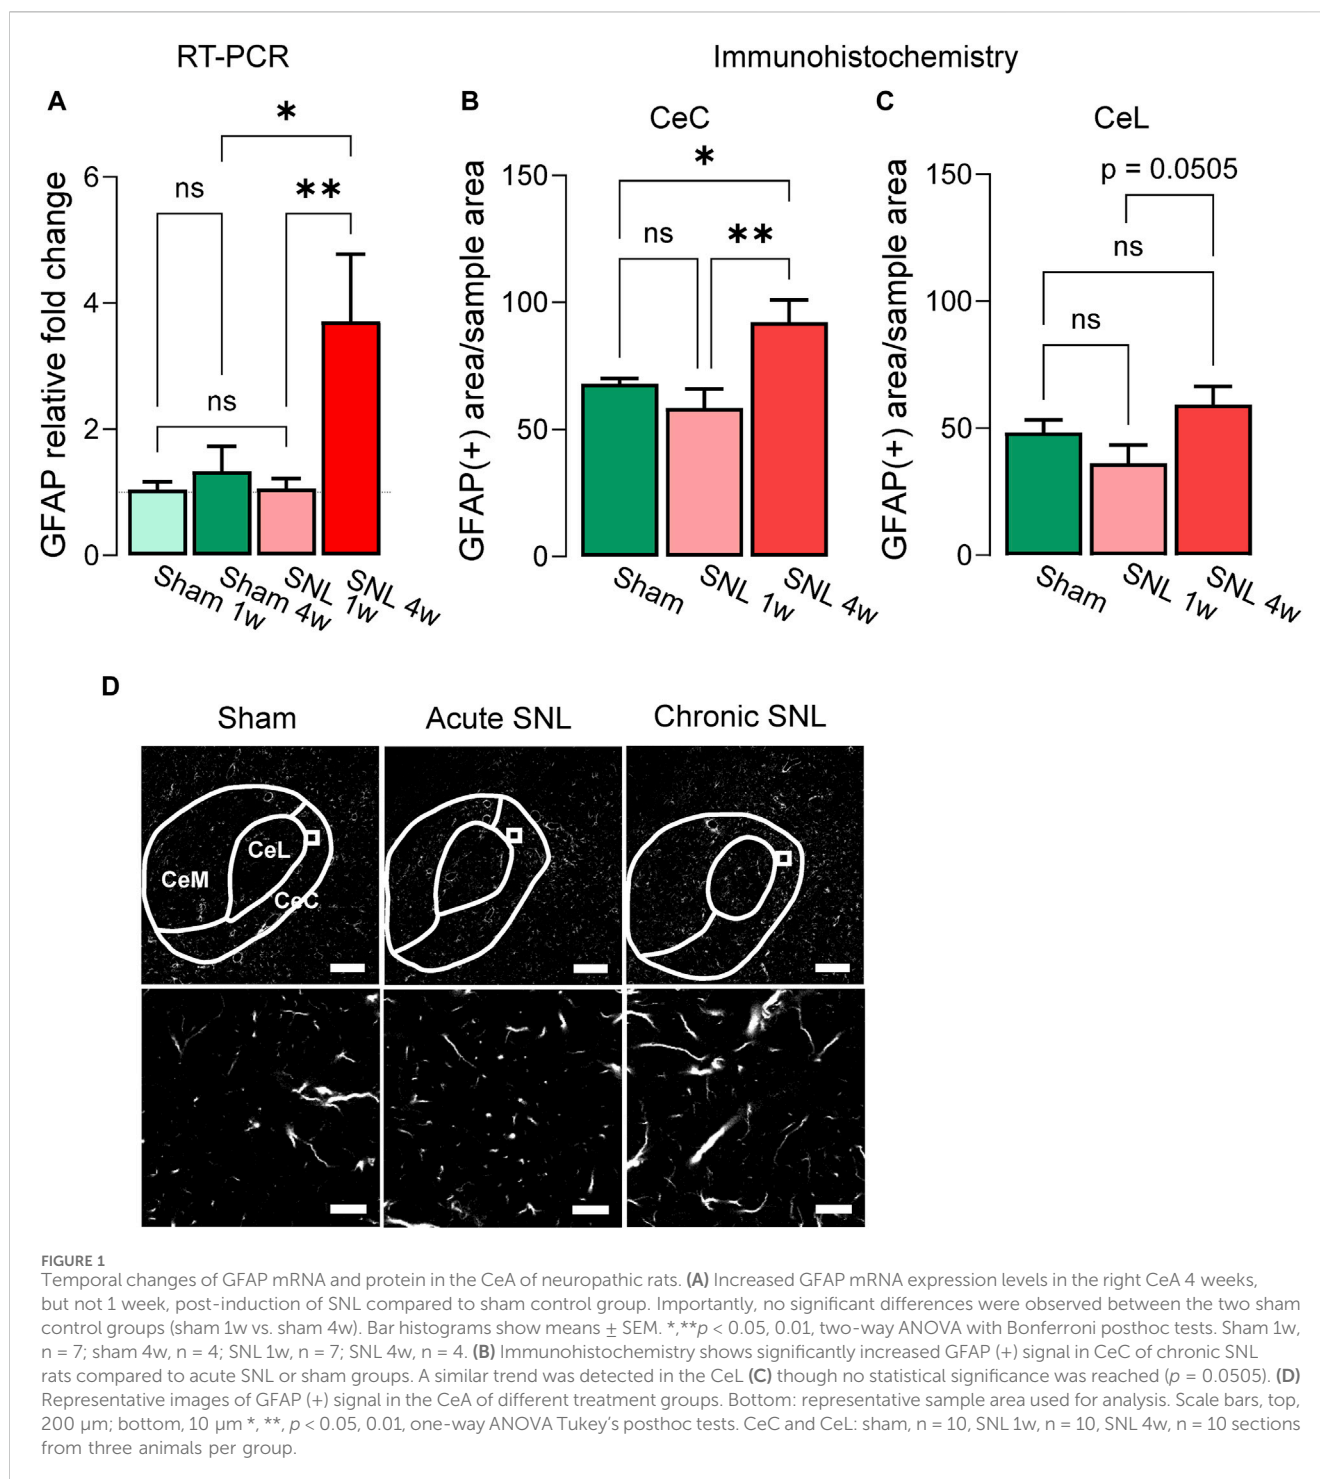 RT-PCR
Immunohistochemistry
A
*
ns
**
ns
GFAP relative fold change
6
4
2
0
Sham 1w
Sham 4w
SNL 1w
SNL 4w
B
CeC
*
ns
**
GFAP(+) area/sample area
150
100
50
0
Sham
SNL 1w
SNL 4w
C
CeL
p = 0.0505
ns
ns
GFAP(+) area/sample area
150
100
50
0
Sham
SNL 1w
SNL 4w
D
Sham
Acute SNL
Chronic SNL
CeL
CeM
CeC
FIGURE 1
Temporal changes of GFAP mRNA and protein in the CeA of neuropathic rats. (A) Increased GFAP mRNA expression levels in the right CeA 4 weeks,
but not 1 week, post-induction of SNL compared to sham control group. Importantly, no significant differences were observed between the two sham
control groups (sham 1w vs. sham 4w). Bar histograms show means ± SEM. *,**p < 0.05, 0.01, two-way ANOVA with Bonferroni posthoc tests. Sham 1w,
n = 7; sham 4w, n = 4; SNL 1w, n = 7; SNL 4w, n = 4. (B) Immunohistochemistry shows significantly increased GFAP (+) signal in CeC of chronic SNL
rats compared to acute SNL or sham groups. A similar trend was detected in the CeL (C) though no statistical significance was reached (p = 0.0505). (D)
Representative images of GFAP (+) signal in the CeA of different treatment groups. Bottom: representative sample area used for analysis. Scale bars, top,
200 µm; bottom, 10 µm *, **, p < 0.05, 0.01, one-way ANOVA Tukey's posthoc tests. CeC and CeL: sham, n = 10, SNL 1w, n = 10, SNL 4w, n = 10 sections
from three animals per group.